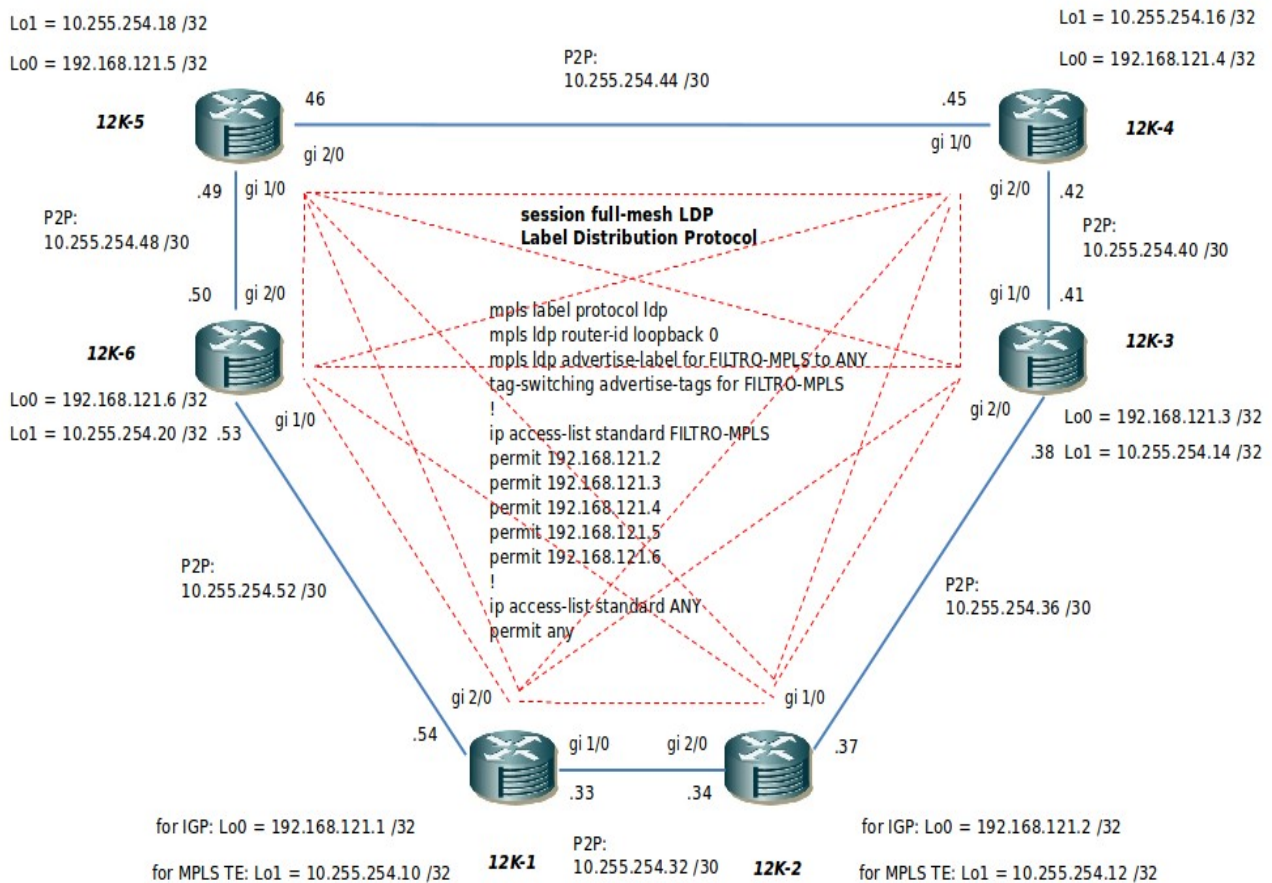 Lo1 = 10.255.254.18 /32
Lo0 = 192.168.121.5 /32
12K-5
46
gi 2/0
P2P:
10.255.254.44 /30
Lo1 = 10.255.254.16 /32
Lo0 = 192.168.121.4 /32
.45
gi 1/0
12K-4
.49
gi 1/0
P2P:
10.255.254.48 /30
.50
gi 2/0
session full-mesh LDP
Label Distribution Protocol
gi 2/0
.42
P2P:
10.255.254.40 /30
gi 1/0
.41
12K-6
Lo0 = 192.168.121.6 /32
Lo1 = 10.255.254.20 /32
.53
gi 1/0
mpls label protocol ldp
mpls ldp router-id loopback 0
mpls ldp advertise-label for FILTRO-MPLS to ANY
tag-switching advertise-tags for FILTRO-MPLS
!
ip access-list standard FILTRO-MPLS
permit 192.168.121.2
permit 192.168.121.3
permit 192.168.121.4
permit 192.168.121.5
permit 192.168.121.6
!
ip access-list standard ANY
permit any
12K-3
gi 2/0
Lo0 = 192.168.121.3 /32
.38
Lo1 = 10.255.254.14 /32
P2P:
10.255.254.52 /30
P2P:
10.255.254.36 /30
gi 2/0
.54
gi 1/0
.33
gi 2/0
.34
gi 1/0
.37
for IGP: Lo0 = 192.168.121.1 /32
for MPLS TE: Lo1 = 10.255.254.10 /32
12K-1
P2P:
10.255.254.32 /30
12K-2
for IGP: Lo0 = 192.168.121.2 /32
for MPLS TE: Lo1 = 10.255.254.12 /32